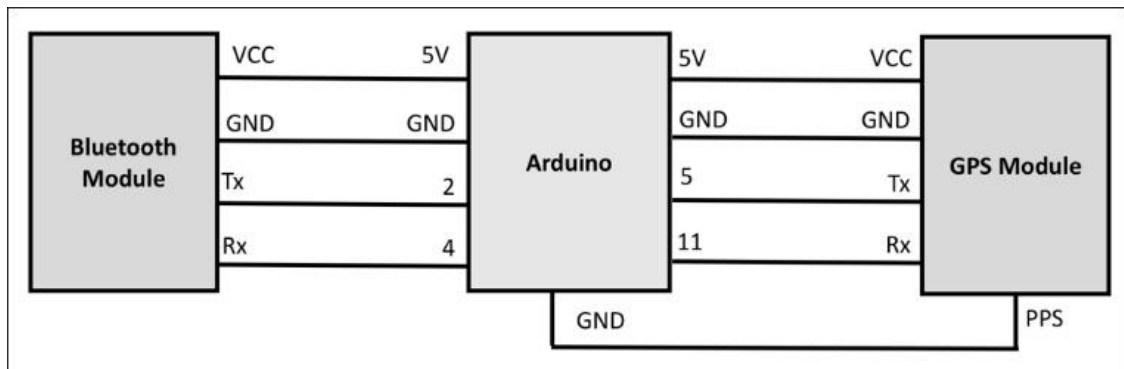 VCC
5V
5V
VCC
GND
GND
GND
GND
Bluetooth
Module
Arduino
GPS Module
Tx
2
5
Tx
Rx
4
11
Rx
GND
PPS